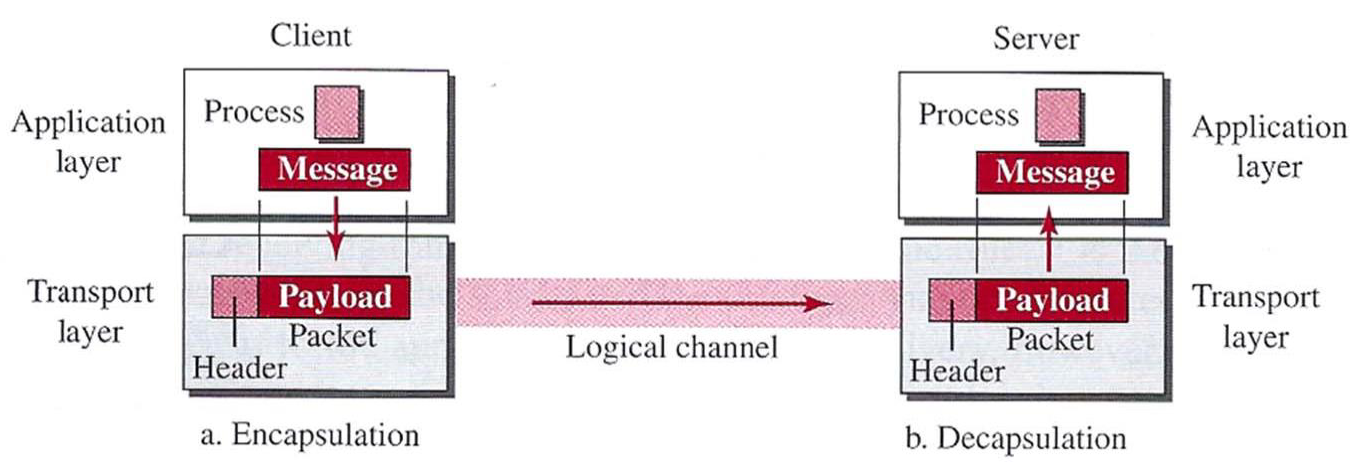 Client
Server
Application
layer
Process
Message
Process
Message
Application
layer
Transport
layer
Payload
Packet
Header
Logical channel
Payload
Packet
Header
Transport
layer
a. Encapsulation
b. Decapsulation